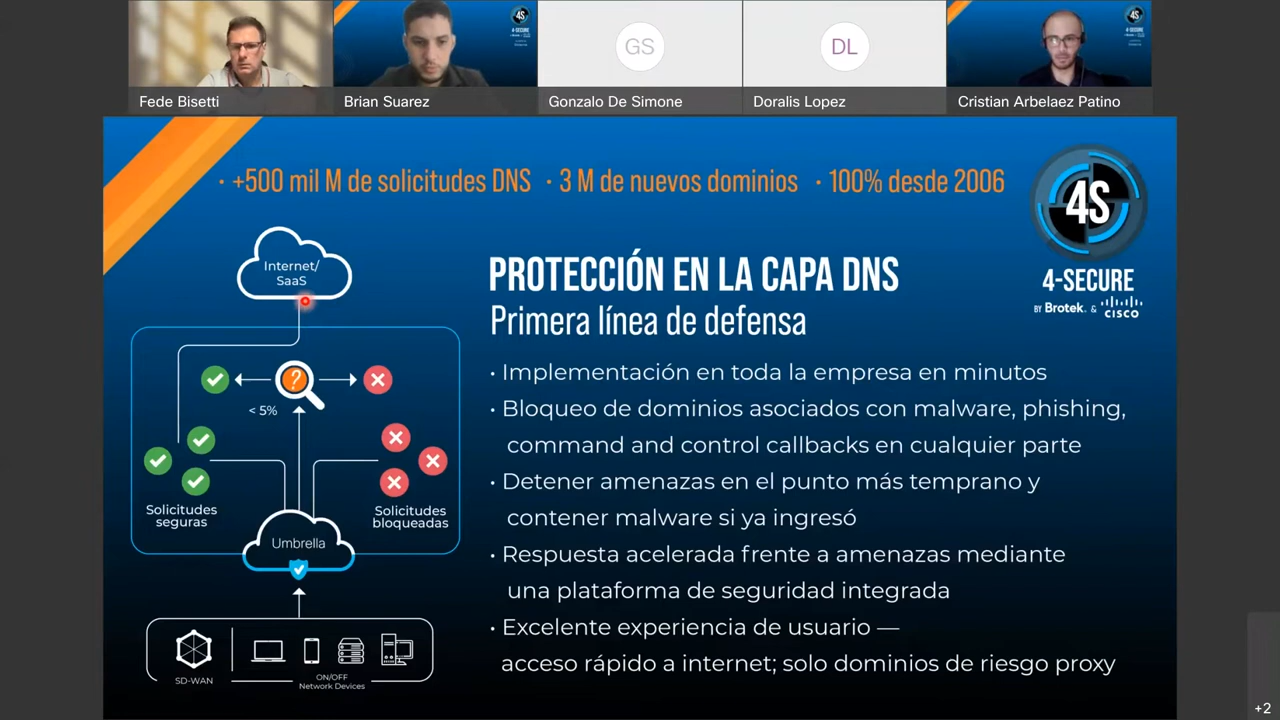 GS
DL
Fede Bisetti
Brian Suarez
Gonzalo De Simone
Doralis Lopez
Cristian Arbelaez Patino
· +500 mil M de solicitudes DNS · 3 M de nuevos dominios · 100% desde 2006
4S
4-SECURE
BY Brotek & CISCO
Internet/
SaaS
PROTECCIÓN EN LA CAPA DNS
Primera línea de defensa
?
< 5%
Solicitudes
seguras
Solicitudes
bloqueadas
Umbrella
SD-WAN
ON/OFF
Network Devices
· Implementación en toda la empresa en minutos
· Bloqueo de dominios asociados con malware, phishing,
command and control callbacks en cualquier parte
· Detener amenazas en el punto más temprano y
contener malware si ya ingresó
· Respuesta acelerada frente a amenazas mediante
una plataforma de seguridad integrada
· Excelente experiencia de usuario —
acceso rápido a internet; solo dominios de riesgo proxy
+2